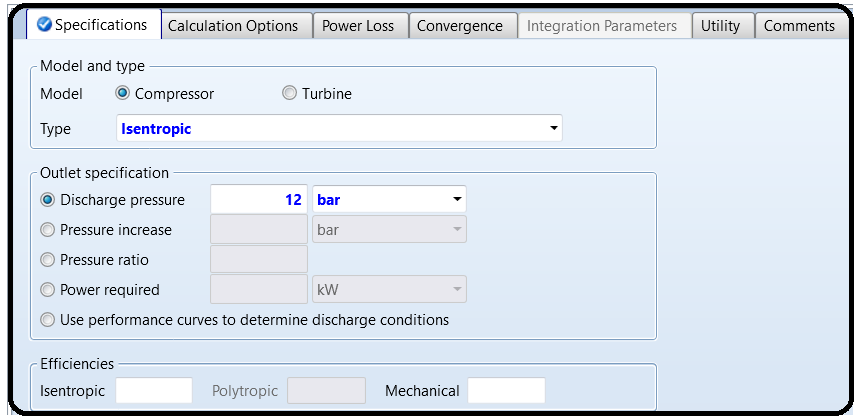 Specifications Calculation Options Power Loss Convergence Integration Parameters Utility Comments
Model and type
Model Compressor Turbine
Type Isentropic
Outlet specification
Discharge pressure 12 bar
Pressure increase bar
Pressure ratio
Power required kW
Use performance curves to determine discharge conditions
Efficiencies
Isentropic Polytropic Mechanical